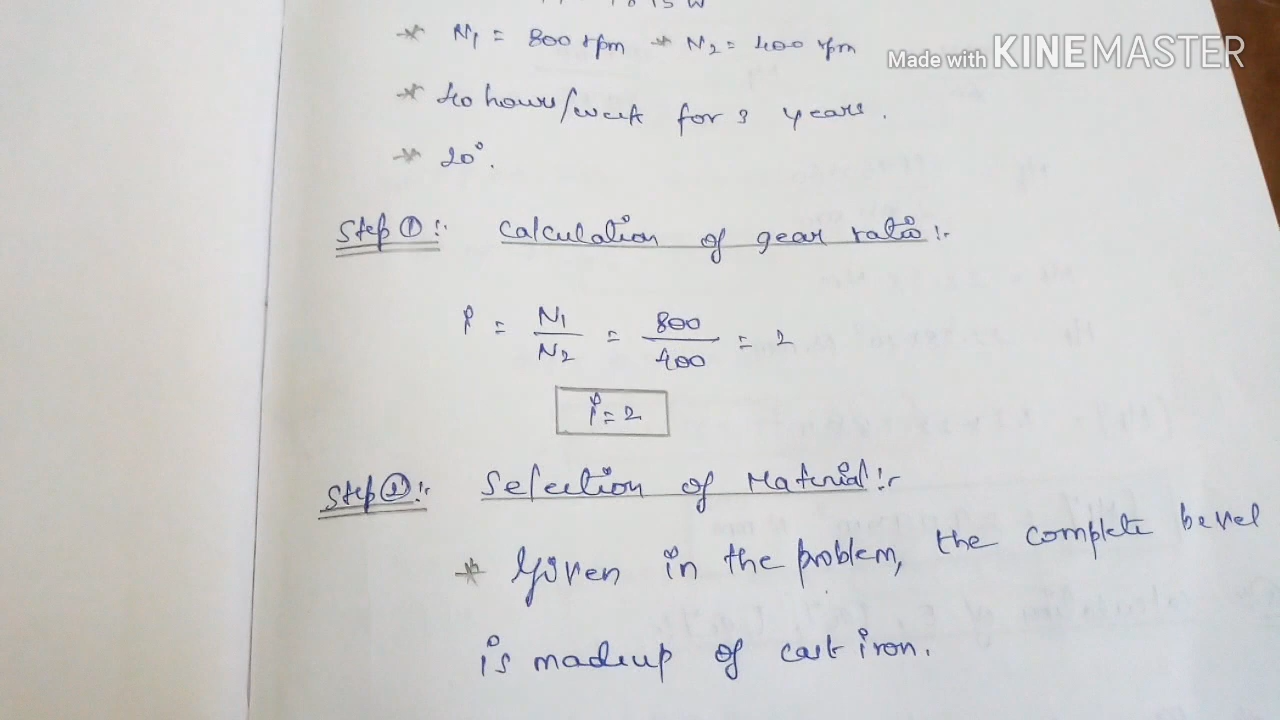 * N1 = 800 rpm * N2 = 400 rpm
Made with KINEMASTER
* 40 hours/week for 3 years.
* 20°.
Step ① :- Calculation of gear ratio :-
i = N1/N2 = 800/400 = 2
i = 2
Step ② :- Selection of Material :-
* Given in the problem, the complete bevel
is madeup of cast iron.